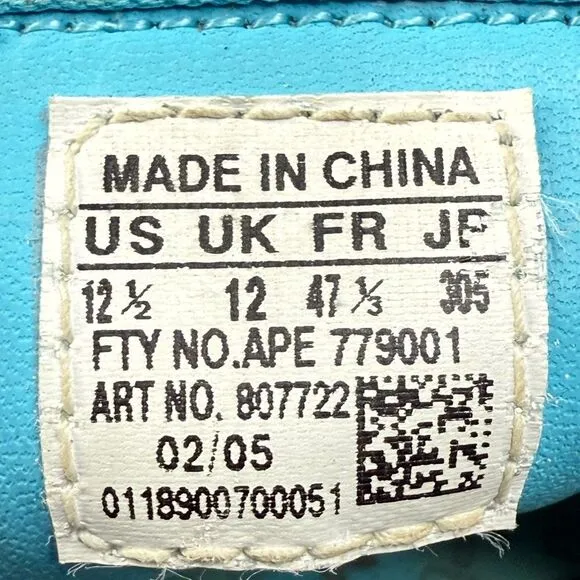 MADE IN CHINA
US UK FR JP
12 ½ 12 47 ⅓ 305
FTY NO.APE 779001
ART NO. 807722
02/05
0118900700051